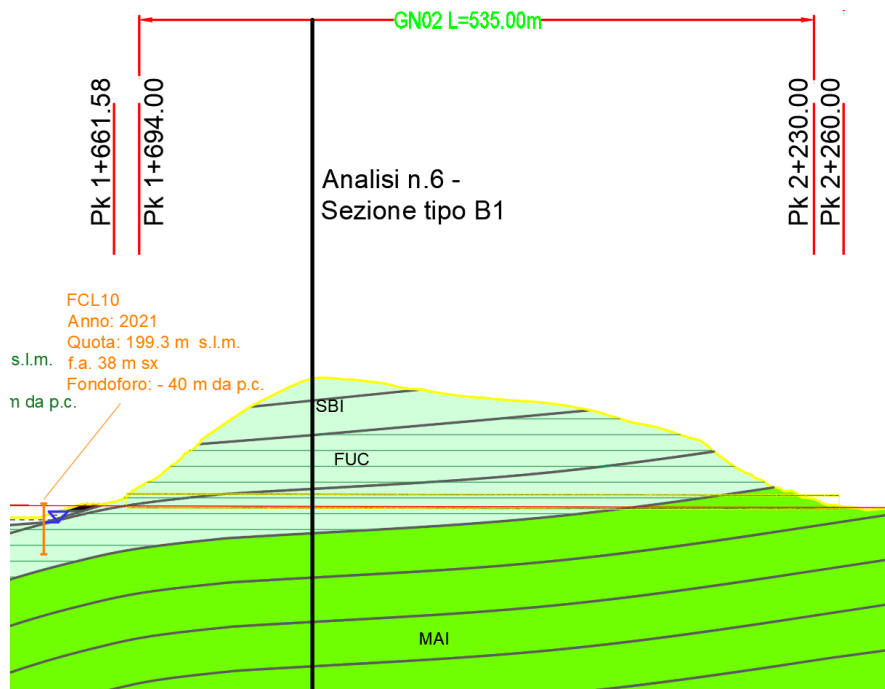 GN02 L=535.00m
Pk 1+661.58
Pk 1+694.00
Pk 2+230.00
Pk 2+260.00
Analisi n.6 -
Sezione tipo B1
FCL10
Anno: 2021
Quota: 199.3 m s.l.m.
f.a. 38 m sx
Fondoforo: - 40 m da p.c.
s.l.m.
m da p.c.
SBI
FUC
MAI